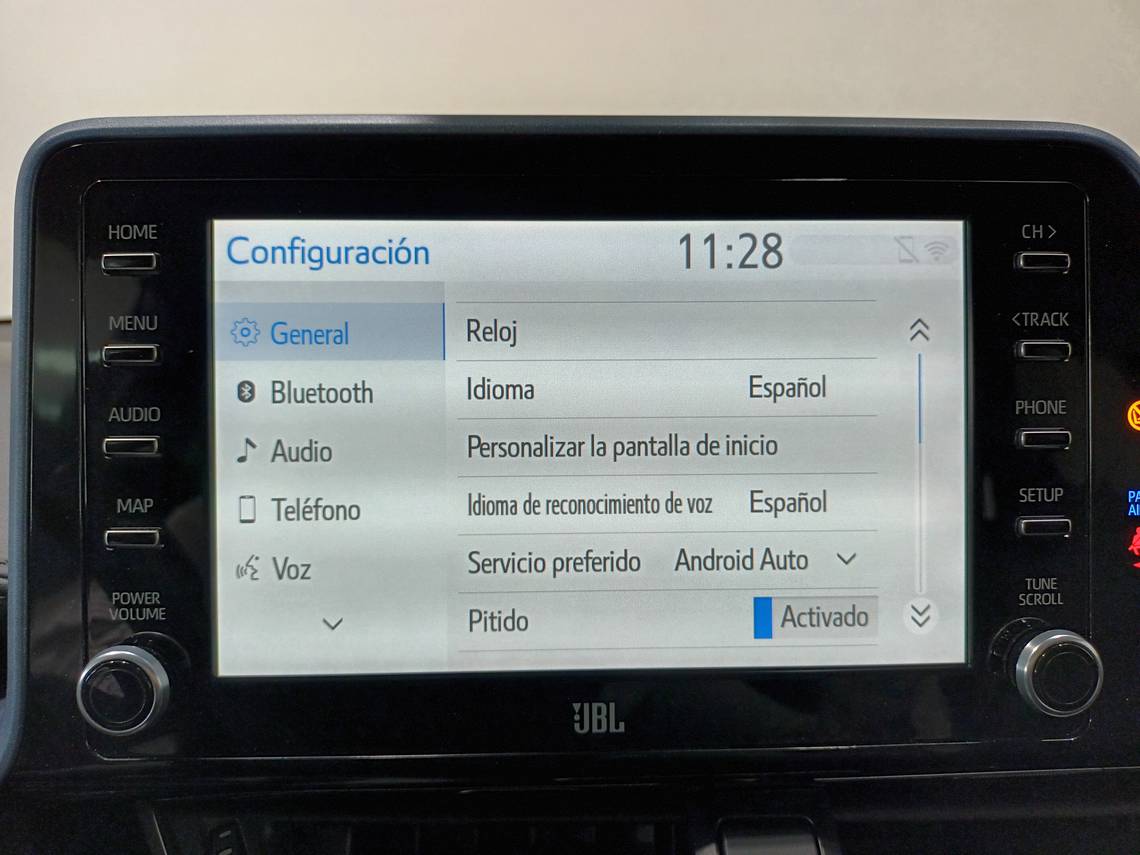 HOME
MENU
AUDIO
MAP
POWER
VOLUME
Configuración 11:28
General
Bluetooth
Audio
Teléfono
Voz
Reloj
Idioma Español
Personalizar la pantalla de inicio
Idioma de reconocimiento de voz Español
Servicio preferido Android Auto
Pitido Activado
CH >
< TRACK
PHONE
SETUP
TUNE
SCROLL
JBL